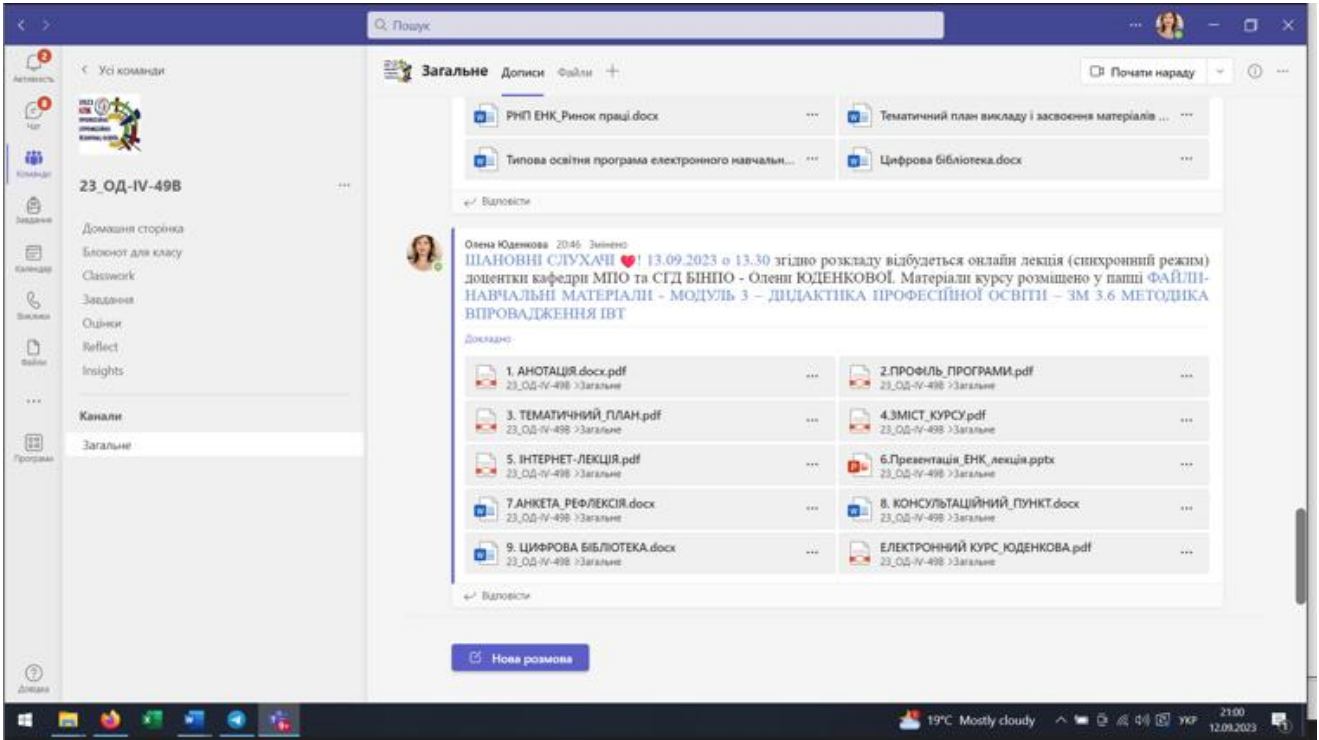 Пошук
Активність
Чат
Команди
Завдання
Календар
Виклики
Файли
Програми
Довідка
Усі команди
23_ОД-IV-49В
Домашня сторінка
Блокнот для класу
Classwork
Завдання
Оцінки
Reflect
Insights
Канали
Загальне
Загальне Дописи Файли
Почати нараду
РНП ЕНК_Ринок праці.docx
Тематичний план викладу і засвоєння матеріалів ...
Типова освітня програма електронного навчальн...
Цифрова бібліотека.docx
Відповісти
Олена Юденкова 20:46 Змінено
ШАНОВНІ СЛУХАЧІ ❤! 13.09.2023 о 13.30 згідно розкладу відбудеться онлайн лекція (синхронний режим)
доцентки кафедри МПО та СГД БІНПО - Олени ЮДЕНКОВОЇ. Матеріали курсу розміщено у папці ФАЙЛИ-
НАВЧАЛЬНІ МАТЕРІАЛИ - МОДУЛЬ 3 – ДИДАКТИКА ПРОФЕСІЙНОЇ ОСВІТИ – ЗМ 3.6 МЕТОДИКА
ВПРОВАДЖЕННЯ ІВТ
Докладно
1. АНОТАЦІЯ.docx.pdf
23_ОД-IV-49В >Загальне
2.ПРОФІЛЬ_ПРОГРАМИ.pdf
23_ОД-IV-49В >Загальне
3. ТЕМАТИЧНИЙ_ПЛАН.pdf
23_ОД-IV-49В >Загальне
4.ЗМІСТ_КУРСУ.pdf
23_ОД-IV-49В >Загальне
5. ІНТЕРНЕТ-ЛЕКЦІЯ.pdf
23_ОД-IV-49В >Загальне
6.Презентація_ЕНК_лекція.pptx
23_ОД-IV-49В >Загальне
7.АНКЕТА_РЕФЛЕКСІЯ.docx
23_ОД-IV-49В >Загальне
8. КОНСУЛЬТАЦІЙНИЙ_ПУНКТ.docx
23_ОД-IV-49В >Загальне
9. ЦИФРОВА БІБЛІОТЕКА.docx
23_ОД-IV-49В >Загальне
ЕЛЕКТРОННИЙ КУРС_ЮДЕНКОВА.pdf
23_ОД-IV-49В >Загальне
Відповісти
Нова розмова
19°C Mostly cloudy
УКР
21:00
12.09.2023